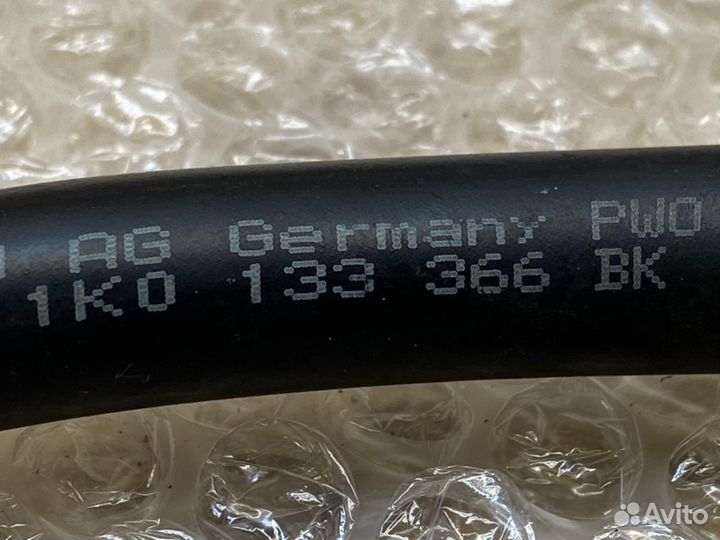 AG Germany PWO
1K0 133 366 BK
Avito